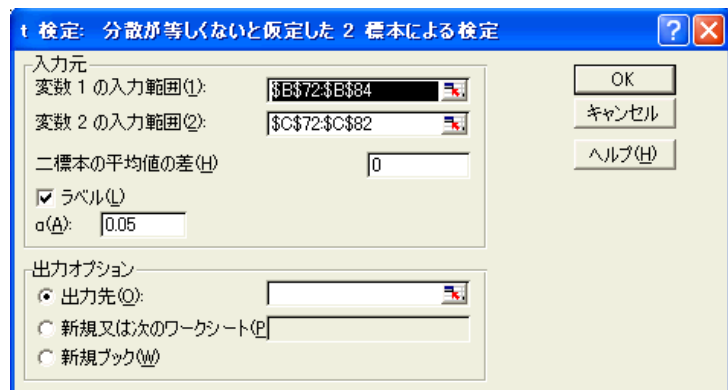 t 検定: 分散が等しくないと仮定した 2 標本による検定
入力元
変数 1 の入力範囲(1):
$B$72:$B$84
変数 2 の入力範囲(2):
$C$72:$C$82
二標本の平均値の差(H)
0
ラベル(L)
α(A):
0.05
OK
キャンセル
ヘルプ(H)
出力オプション
出力先(O):
新規又は次のワークシート(P
新規ブック(W)